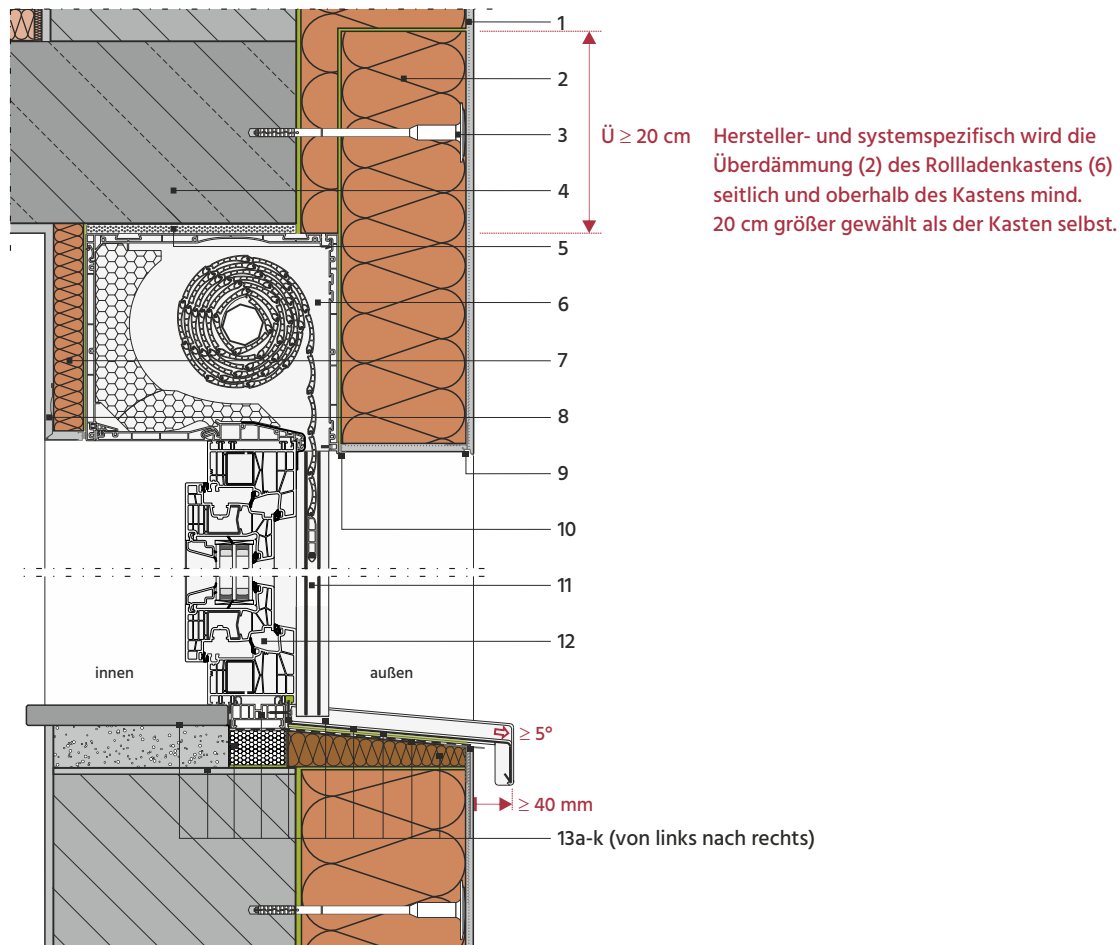 1
2
3
Ü ≥ 20 cm
Hersteller- und systemspezifisch wird die
Überdämmung (2) des Rollladenkastens (6)
seitlich und oberhalb des Kastens mind.
20 cm größer gewählt als der Kasten selbst.
4
5
6
7
8
9
10
11
12
innen
außen
≥ 5°
≥ 40 mm
13a-k (von links nach rechts)